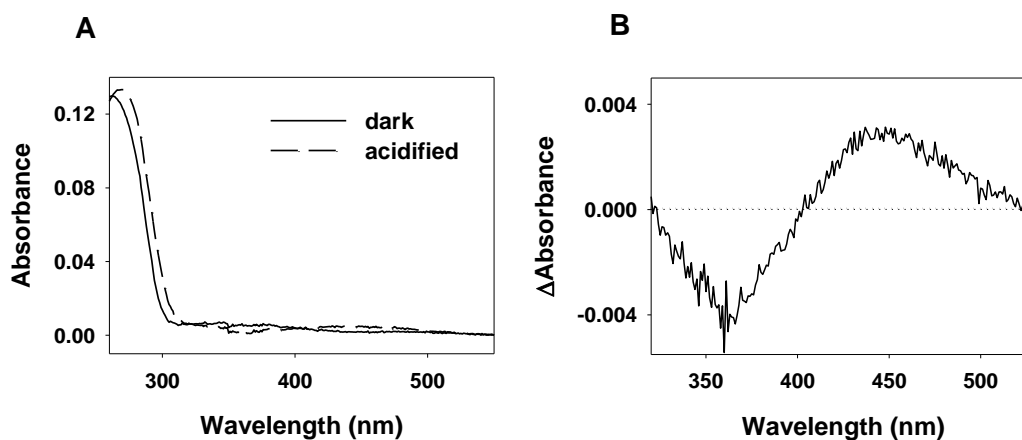 A
B
dark
acidified
0.12
0.08
0.04
0.00
Absorbance
300
400
500
Wavelength (nm)
0.004
0.000
-0.004
ΔAbsorbance
350
400
450
500
Wavelength (nm)